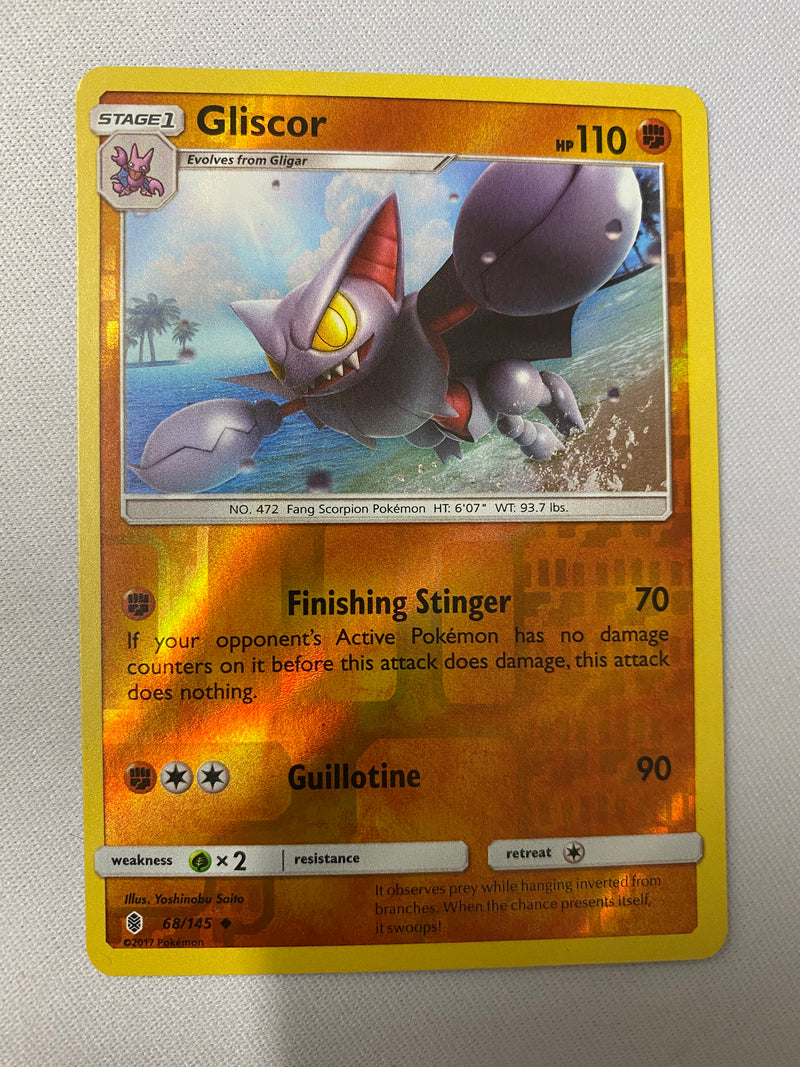 STAGE1
Gliscor
HP 110
Evolves from Gligar
NO. 472 Fang Scorpion Pokémon HT: 6'07" WT: 93.7 lbs.
Finishing Stinger 70
If your opponent's Active Pokémon has no damage
counters on it before this attack does damage, this attack
does nothing.
Guillotine 90
weakness × 2 resistance
retreat
Illus. Yoshinobu Saito
68/145
©2017 Pokémon
It observes prey while hanging inverted from
branches. When the chance presents itself,
it swoops!